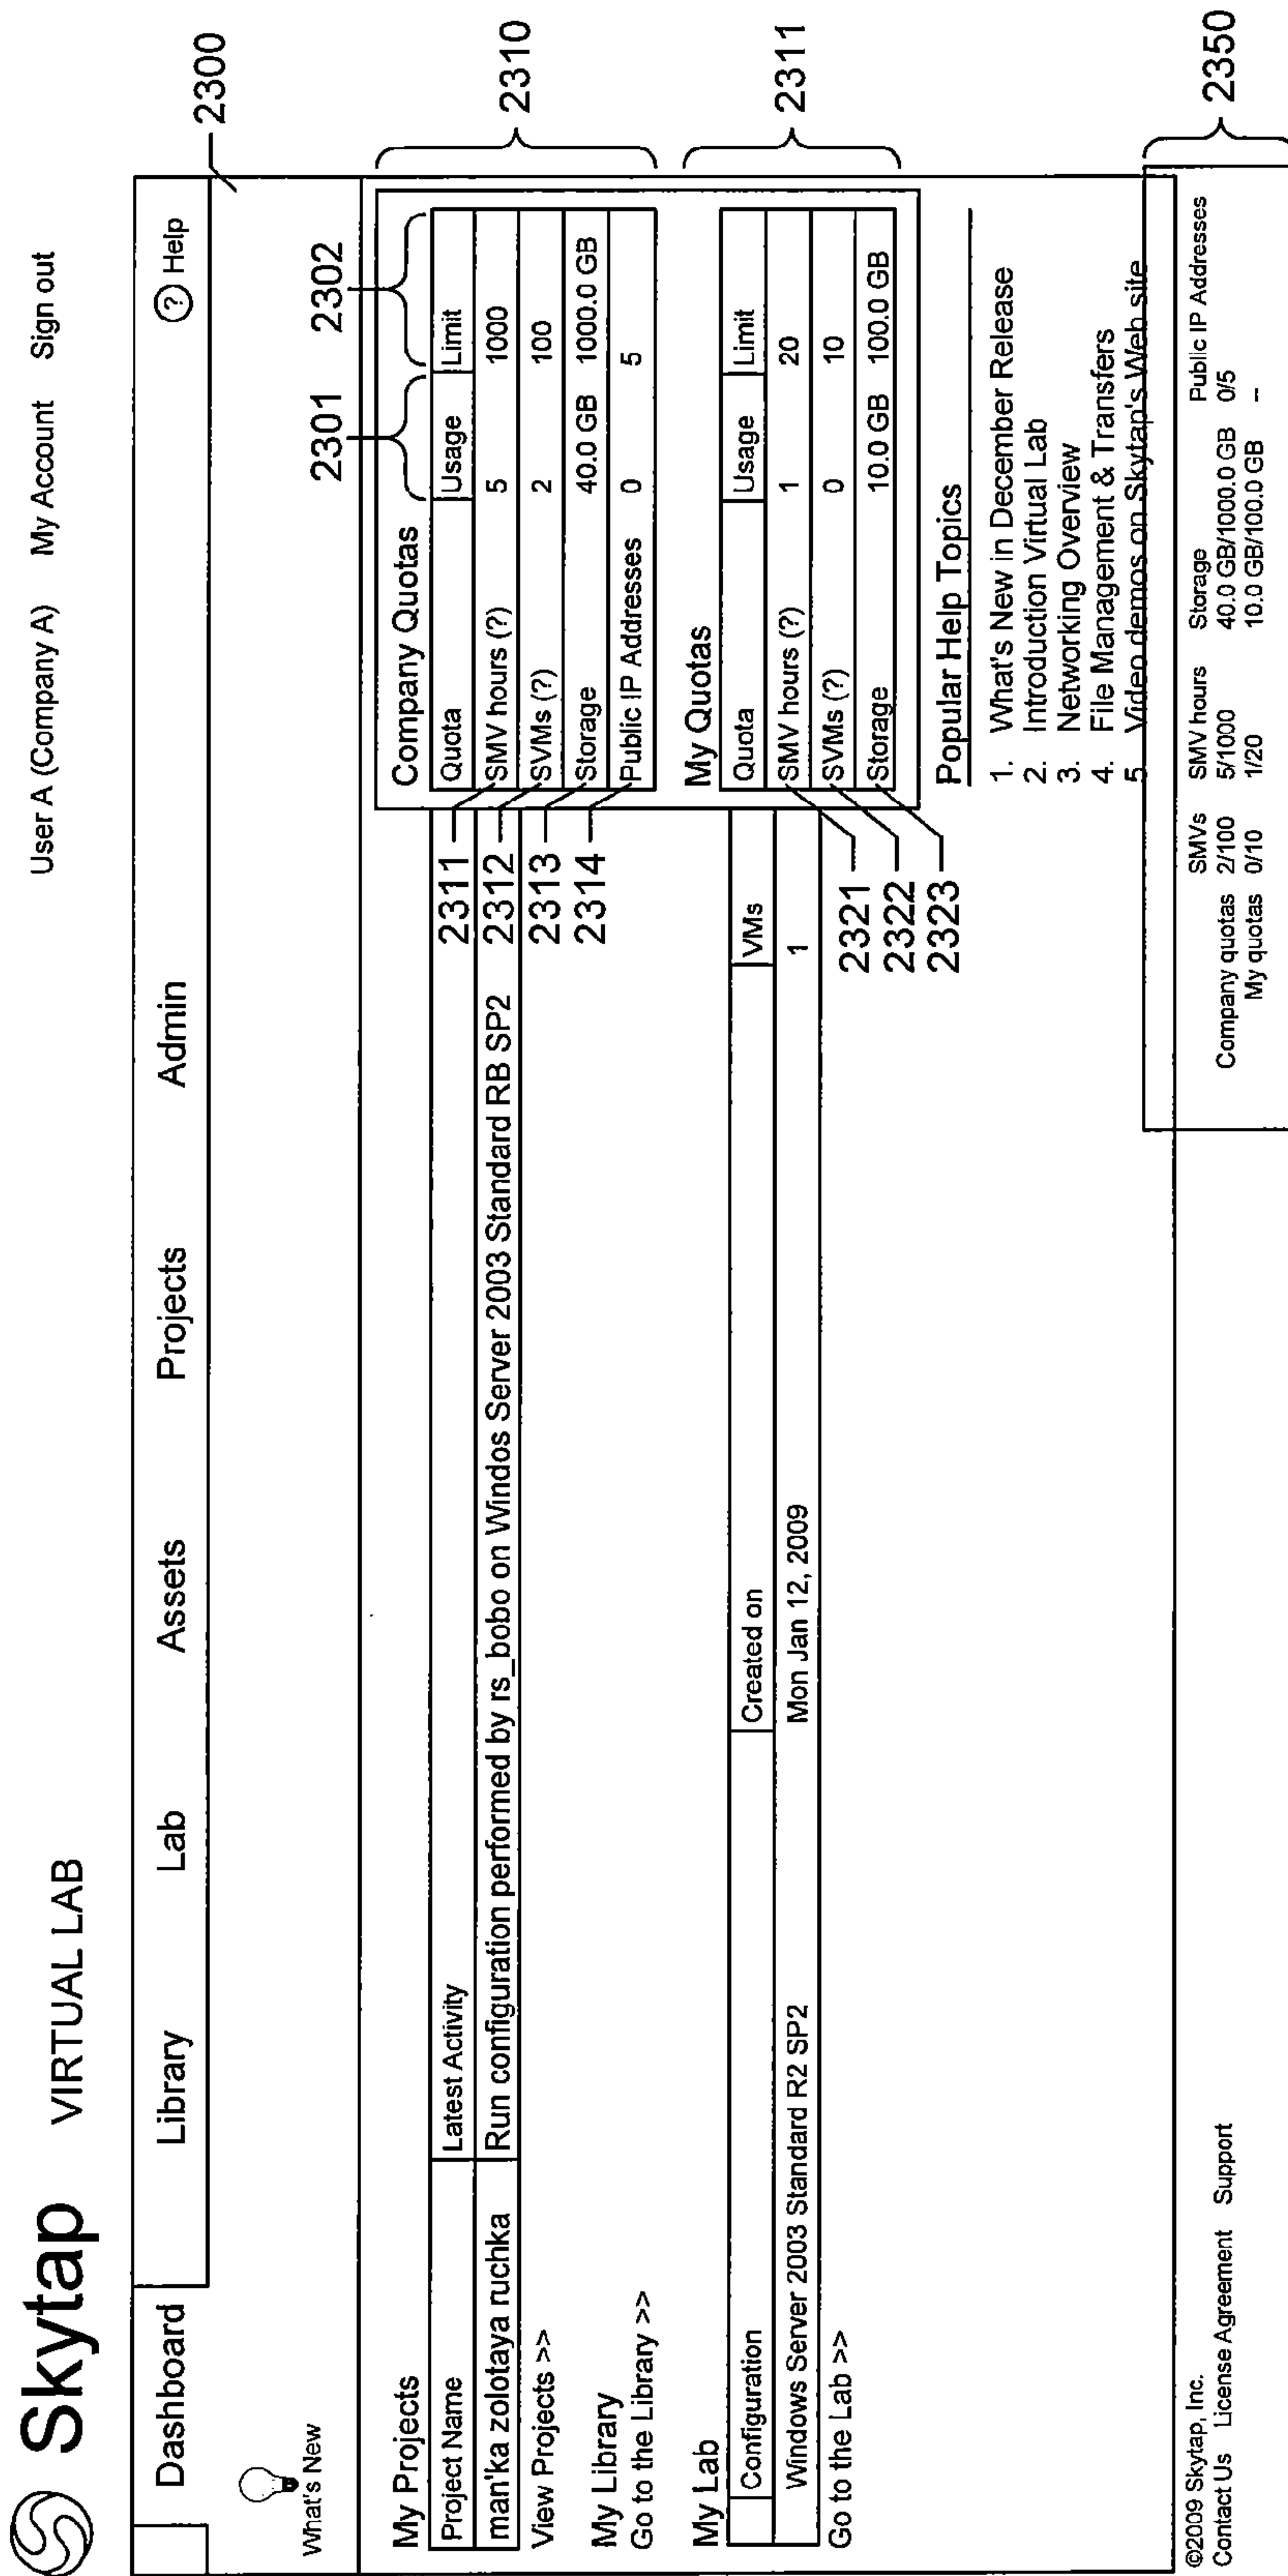 Skytap VIRTUAL LAB
User A (Company A) My Account Sign out
Dashboard Library Lab Assets Projects Admin ? Help
2300
What's New
2301 2302
My Projects
Project Name Latest Activity
man'ka zolotaya ruchka Run configuration performed by rs_bobo on Windos Server 2003 Standard RB SP2
View Projects >>
My Library
Go to the Library >>
My Lab
Configuration Created on VMs
Windows Server 2003 Standard R2 SP2 Mon Jan 12, 2009 1
Go to the Lab >>
Company Quotas
Quota Usage Limit
2311 SMV hours (?) 5 1000
2312 SVMs (?) 2 100
2313 Storage 40.0 GB 1000.0 GB
2314 Public IP Addresses 0 5
2310
My Quotas
Quota Usage Limit
SMV hours (?) 1 20
SVMs (?) 0 10
Storage 10.0 GB 100.0 GB
2311
2321
2322
2323
Popular Help Topics
1. What's New in December Release
2. Introduction Virtual Lab
3. Networking Overview
4. File Management & Transfers
5. Video demos on Skytap's Web site
SMVs SMV hours Storage Public IP Addresses
Company quotas 2/100 5/1000 40.0 GB/1000.0 GB 0/5
My quotas 0/10 1/20 10.0 GB/100.0 GB --
2350
©2009 Skytap, Inc.
Contact Us License Agreement Support